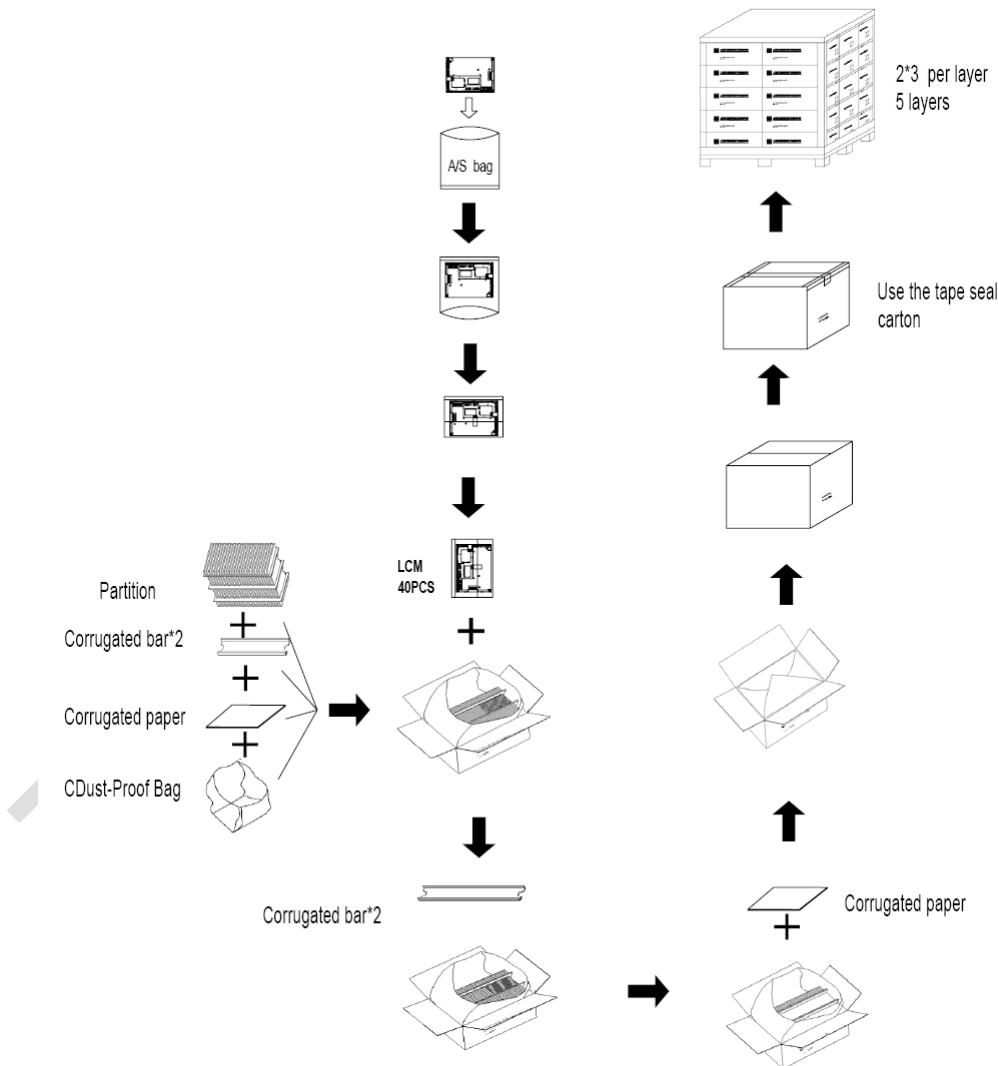 2*3 per layer
5 layers
A/S bag
Use the tape seal
carton
LCM
40PCS
Partition
Corrugated bar*2
Corrugated paper
CDust-Proof Bag
Corrugated bar*2
Corrugated paper